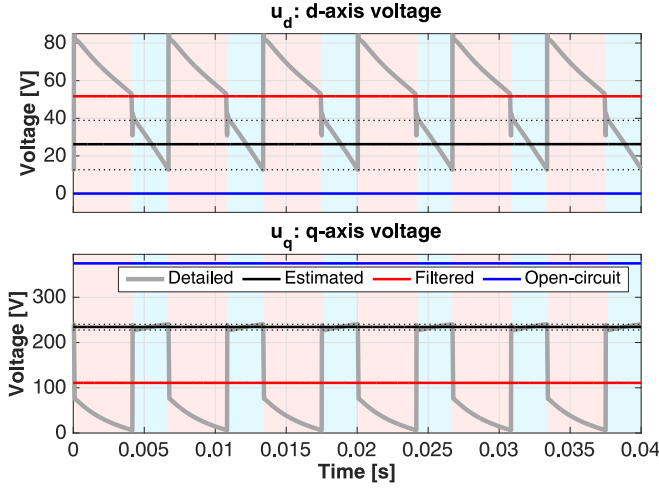 u_d: d-axis voltage
Voltage [V]
80
60
40
20
0
u_q: q-axis voltage
Voltage [V]
300
200
100
0
Detailed Estimated Filtered Open-circuit
0 0.005 0.01 0.015 0.02 0.025 0.03 0.035 0.04
Time [s]